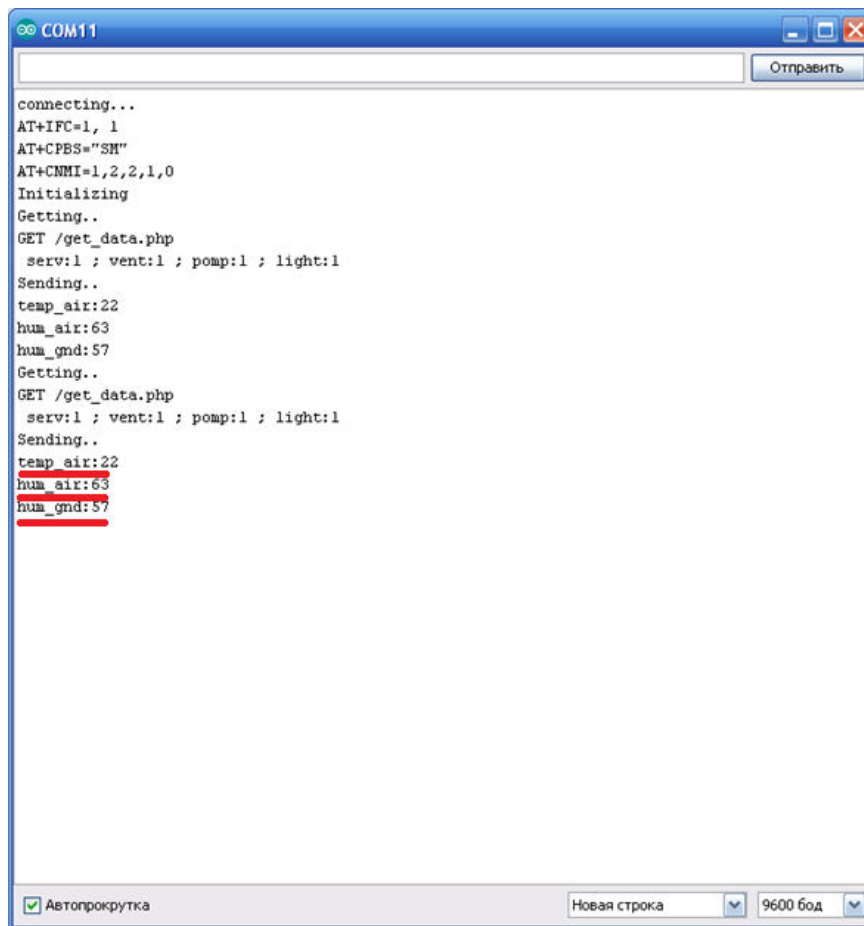 COM11
Отправить
connecting...
AT+IFC=1, 1
AT+CPBS="SM"
AT+CNMI=1,2,2,1,0
Initializing
Getting..
GET /get_data.php
serv:1 ; vent:1 ; pomp:1 ; light:1
Sending..
temp_air:22
hum_air:63
hum_gnd:57
Getting..
GET /get_data.php
serv:1 ; vent:1 ; pomp:1 ; light:1
Sending..
temp_air:22
hum_air:63
hum_gnd:57
Автопрокрутка
Новая строка
9600 бод